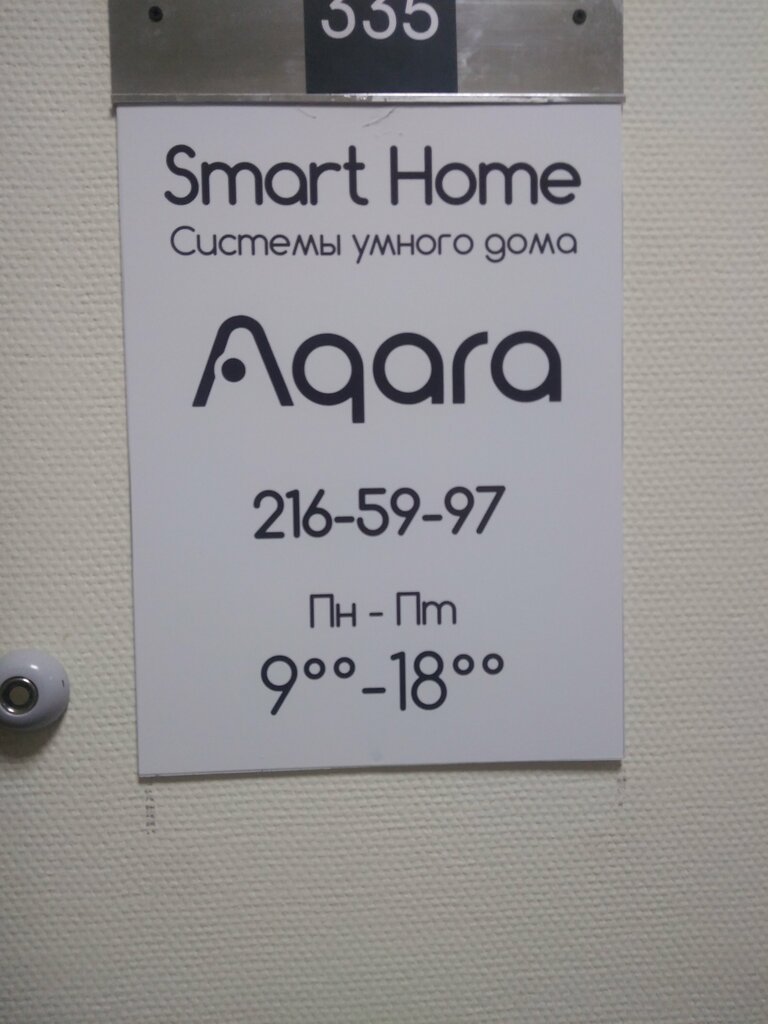 335
Smart Home
Системы умного дома
Aqara
216-59-97
Пн - Пт
9°°-18°°